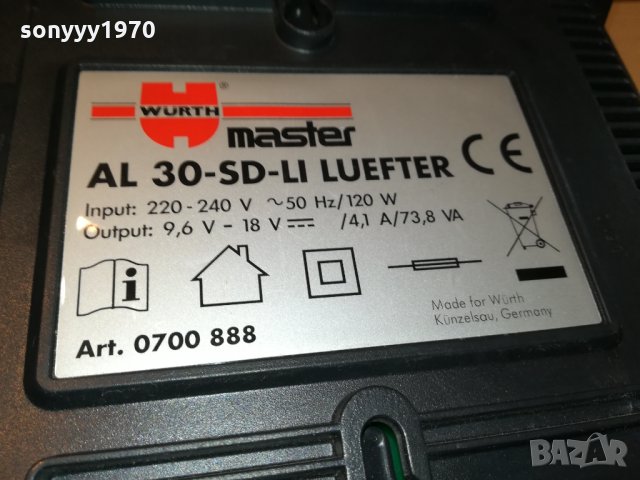 sonyyy1970
WURTH
®
master
AL 30-SD-LI LUEFTER
CE
Input: 220-240 V ~50 Hz/120 W
Output: 9,6 V - 18 V ⎓ /4,1 A/73,8 VA
i
Made for Würth
Künzelsau, Germany
Art. 0700 888
BAZAR